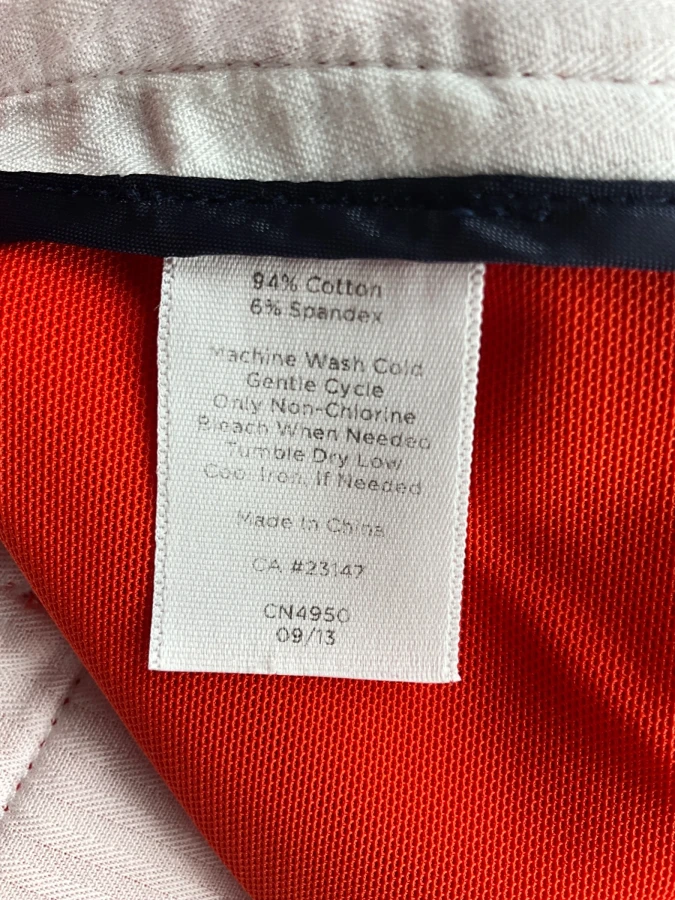 94% Cotton
6% Spandex
Machine Wash Cold
Gentle Cycle
Only Non-Chlorine
Bleach When Needed
Tumble Dry Low
Cool Iron, If Needed
Made In China
CA #23147
CN4950
09/13